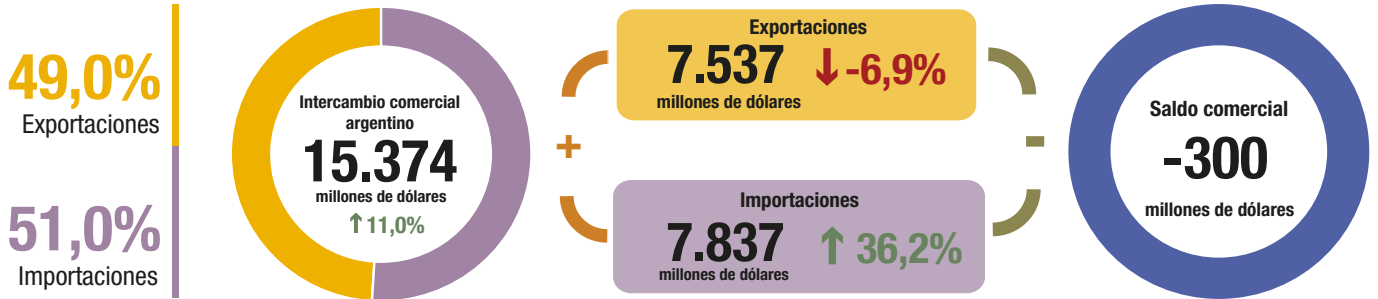 49,0%
Exportaciones
51,0%
Importaciones
Intercambio comercial
argentino
15.374
millones de dólares
↑ 11,0%
+
Exportaciones
7.537 ↓ -6,9%
millones de dólares
Importaciones
7.837 ↑ 36,2%
millones de dólares
-
Saldo comercial
-300
millones de dólares